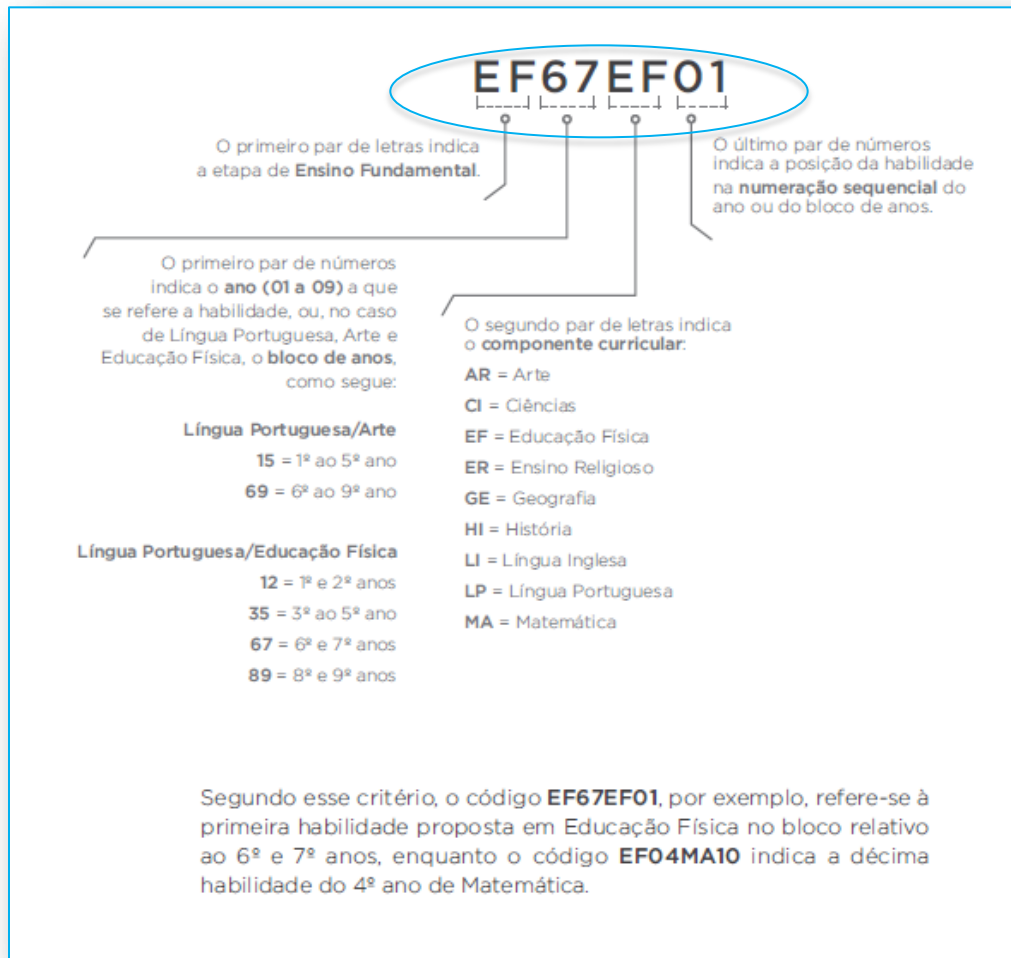 EF67EF01
O primeiro par de letras indica
a etapa de Ensino Fundamental.
O último par de números
indica a posição da habilidade
na numeração sequencial do
ano ou do bloco de anos.
O primeiro par de números
indica o ano (01 a 09) a que
se refere a habilidade, ou, no caso
de Língua Portuguesa, Arte e
Educação Física, o bloco de anos,
como segue:
Língua Portuguesa/Arte
15 = 1º ao 5º ano
69 = 6º ao 9º ano
Língua Portuguesa/Educação Física
12 = 1º e 2º anos
35 = 3º ao 5º ano
67 = 6º e 7º anos
89 = 8º e 9º anos
O segundo par de letras indica
o componente curricular:
AR = Arte
CI = Ciências
EF = Educação Física
ER = Ensino Religioso
GE = Geografia
HI = História
LI = Língua Inglesa
LP = Língua Portuguesa
MA = Matemática
Segundo esse critério, o código EF67EF01, por exemplo, refere-se à
primeira habilidade proposta em Educação Física no bloco relativo
ao 6º e 7º anos, enquanto o código EF04MA10 indica a décima
habilidade do 4º ano de Matemática.